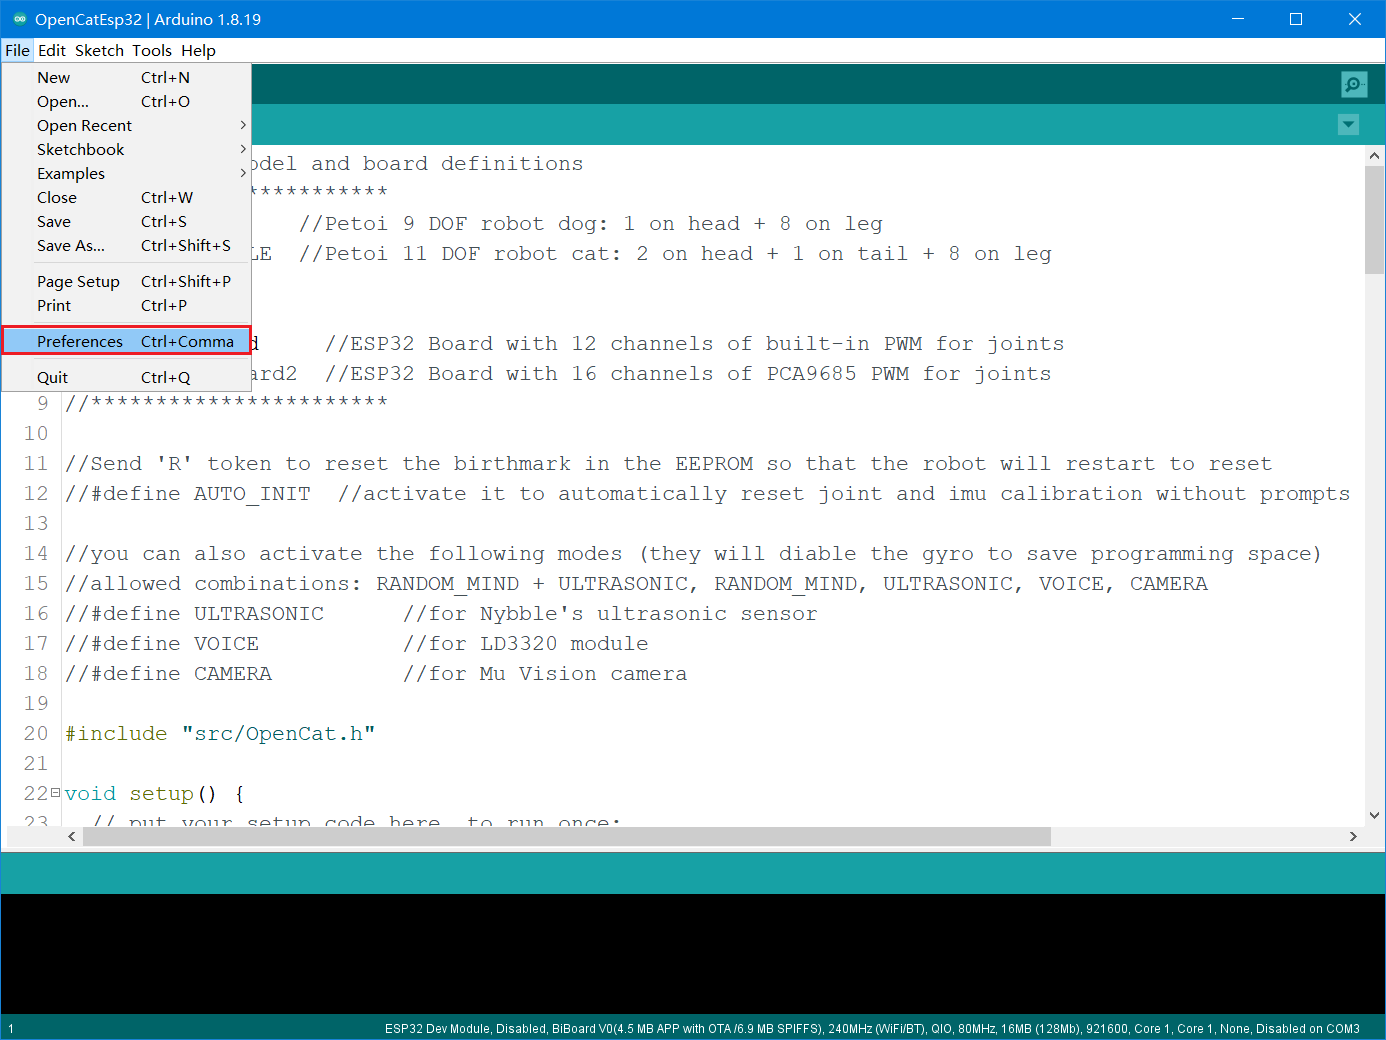 OpenCatEsp32 | Arduino 1.8.19
File Edit Sketch Tools Help
New Ctrl+N
Open... Ctrl+O
Open Recent
Sketchbook
Examples
Close Ctrl+W
Save Ctrl+S
Save As... Ctrl+Shift+S
Page Setup Ctrl+Shift+P
Print Ctrl+P
Preferences Ctrl+Comma
Quit Ctrl+Q
odel and board definitions
***********
//Petoi 9 DOF robot dog: 1 on head + 8 on leg
LE //Petoi 11 DOF robot cat: 2 on head + 1 on tail + 8 on leg
d //ESP32 Board with 12 channels of built-in PWM for joints
ard2 //ESP32 Board with 16 channels of PCA9685 PWM for joints
9 //***********************
10
11 //Send 'R' token to reset the birthmark in the EEPROM so that the robot will restart to reset
12 //#define AUTO_INIT //activate it to automatically reset joint and imu calibration without prompts
13
14 //you can also activate the following modes (they will diable the gyro to save programming space)
15 //allowed combinations: RANDOM_MIND + ULTRASONIC, RANDOM_MIND, ULTRASONIC, VOICE, CAMERA
16 //#define ULTRASONIC //for Nybble's ultrasonic sensor
17 //#define VOICE //for LD3320 module
18 //#define CAMERA //for Mu Vision camera
19
20 #include "src/OpenCat.h"
21
22 void setup() {
23 // put your setup code here, to run once:
1 ESP32 Dev Module, Disabled, BiBoard V0(4.5 MB APP with OTA /6.9 MB SPIFFS), 240MHz (WiFi/BT), QIO, 80MHz, 16MB (128Mb), 921600, Core 1, Core 1, None, Disabled on COM3